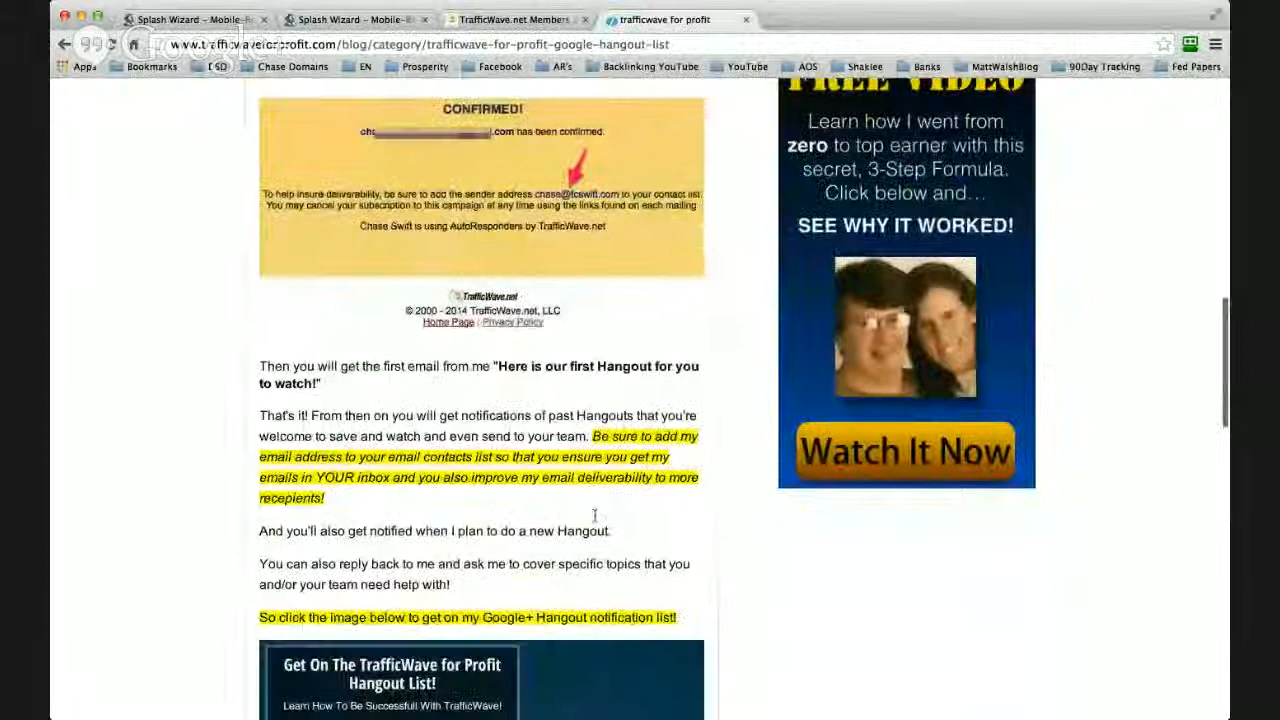 Splash Wizard – Mobile-R
Splash Wizard – Mobile-R
TrafficWave.net Members
trafficwave for profit
www.trafficwaveforprofit.com/blog/category/trafficwave-for-profit-google-hangout-list
Apps Bookmarks CSD Chase Domains EN Prosperity Facebook AR's Backlinking YouTube YouTube AOS Shaklee Banks MattWalshBlog 90Day Tracking Fed Papers
CONFIRMED!
.com has been confirmed.
To help insure deliverability, be sure to add the sender address chase@tcswift.com to your contact list.
You may cancel your subscription to this campaign at any time using the links found on each mailing
Chase Swift is using AutoResponders by TrafficWave.net
TrafficWave.net
© 2000 - 2014 TrafficWave.net, LLC
Home Page | Privacy Policy
Then you will get the first email from me "Here is our first Hangout for you
to watch!"
That's it! From then on you will get notifications of past Hangouts that you're
welcome to save and watch and even send to your team. Be sure to add my
email address to your email contacts list so that you ensure you get my
emails in YOUR inbox and you also improve my email deliverability to more
recepients!
And you'll also get notified when I plan to do a new Hangout.
You can also reply back to me and ask me to cover specific topics that you
and/or your team need help with!
So click the image below to get on my Google+ Hangout notification list!
Get On The TrafficWave for Profit
Hangout List!
Learn How To Be Successfull With TrafficWave!
FREE VIDEO
Learn how I went from
zero to top earner with this
secret, 3-Step Formula.
Click below and...
SEE WHY IT WORKED!
Watch It Now